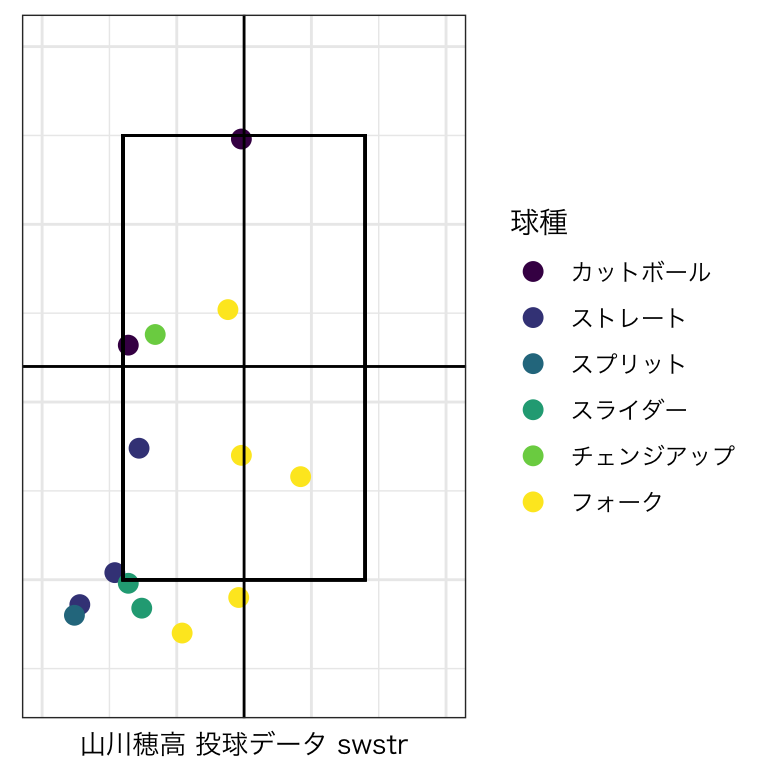 球種
カットボール
ストレート
スプリット
スライダー
チェンジアップ
フォーク
山川穂高 投球データ swstr